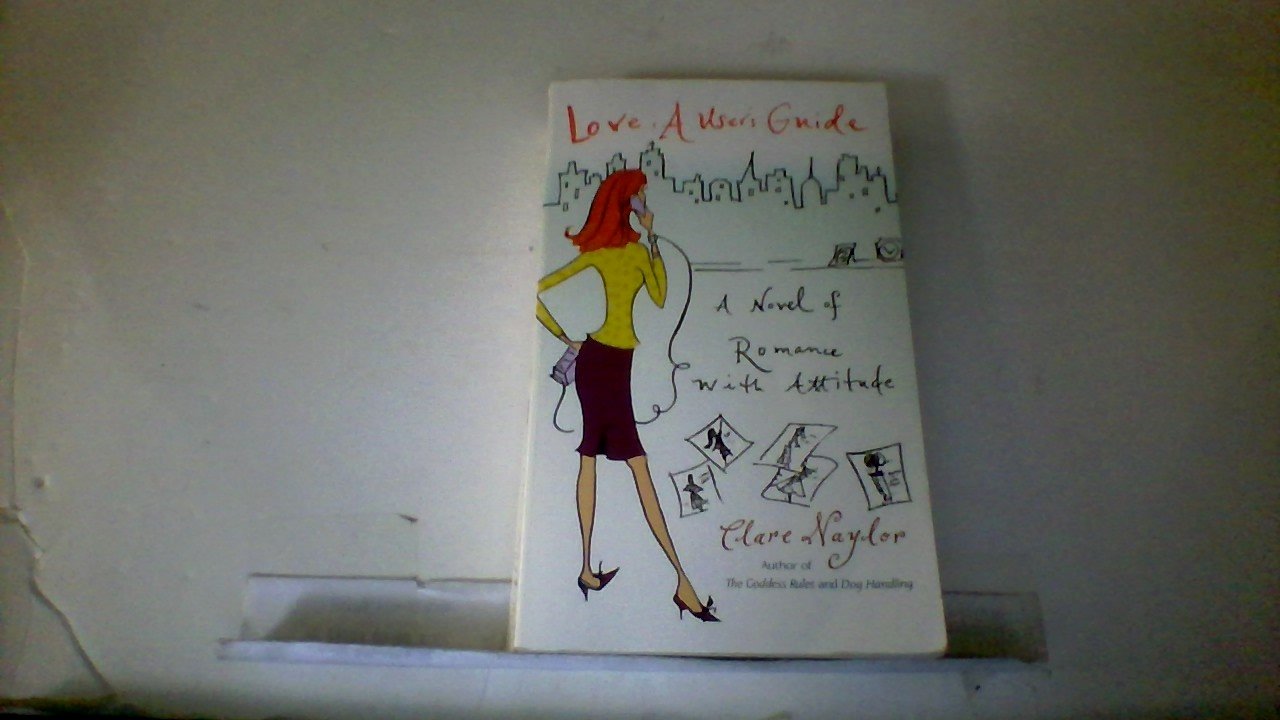 Love: A User's Guide
A Novel of
Romance
With Attitude
Clare Naylor
Author of
The Goddess Rules and Dog Handling